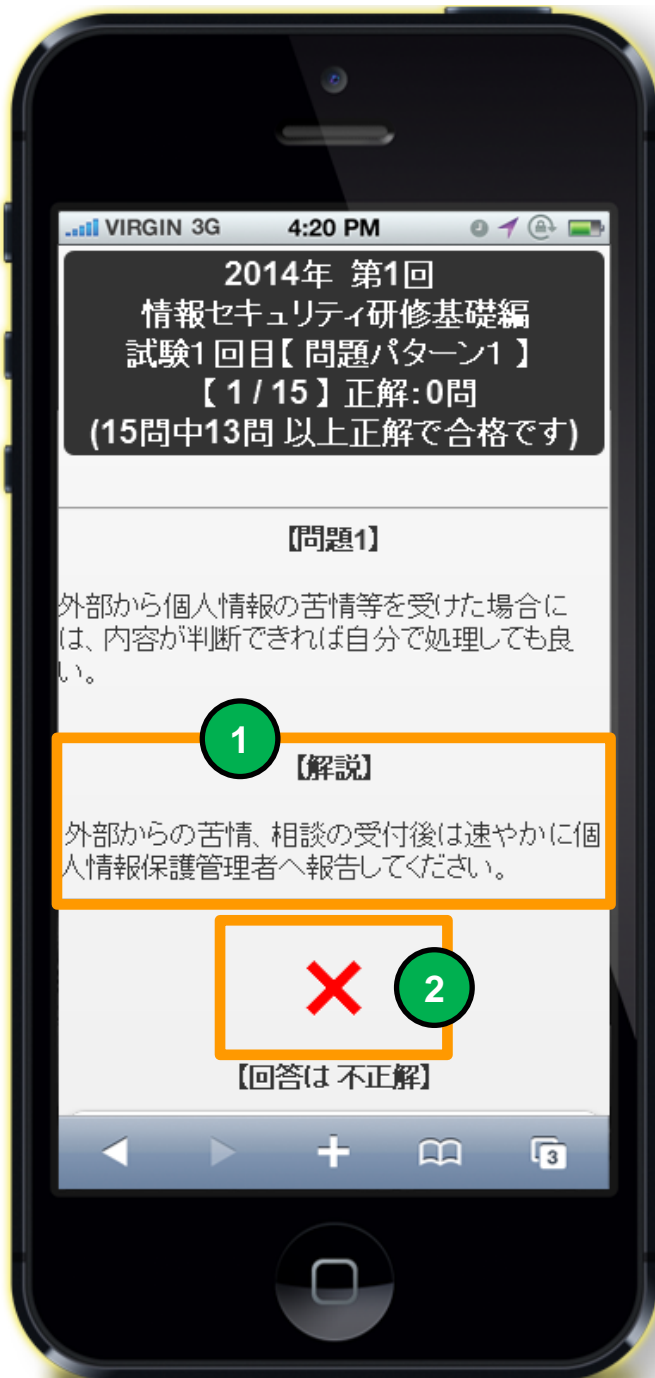 VIRGIN 3G 4:20 PM
2014年 第1回
情報セキュリティ研修基礎編
試験1回目【 問題パターン1 】
【 1 / 15 】 正解:0問
(15問中13問 以上正解で合格です)
【問題1】
外部から個人情報の苦情等を受けた場合に
は、内容が判断できれば自分で処理しても良
い。
1
【解説】
外部からの苦情、相談の受付後は速やかに個
人情報保護管理者へ報告してください。
2
【回答は 不正解】
3